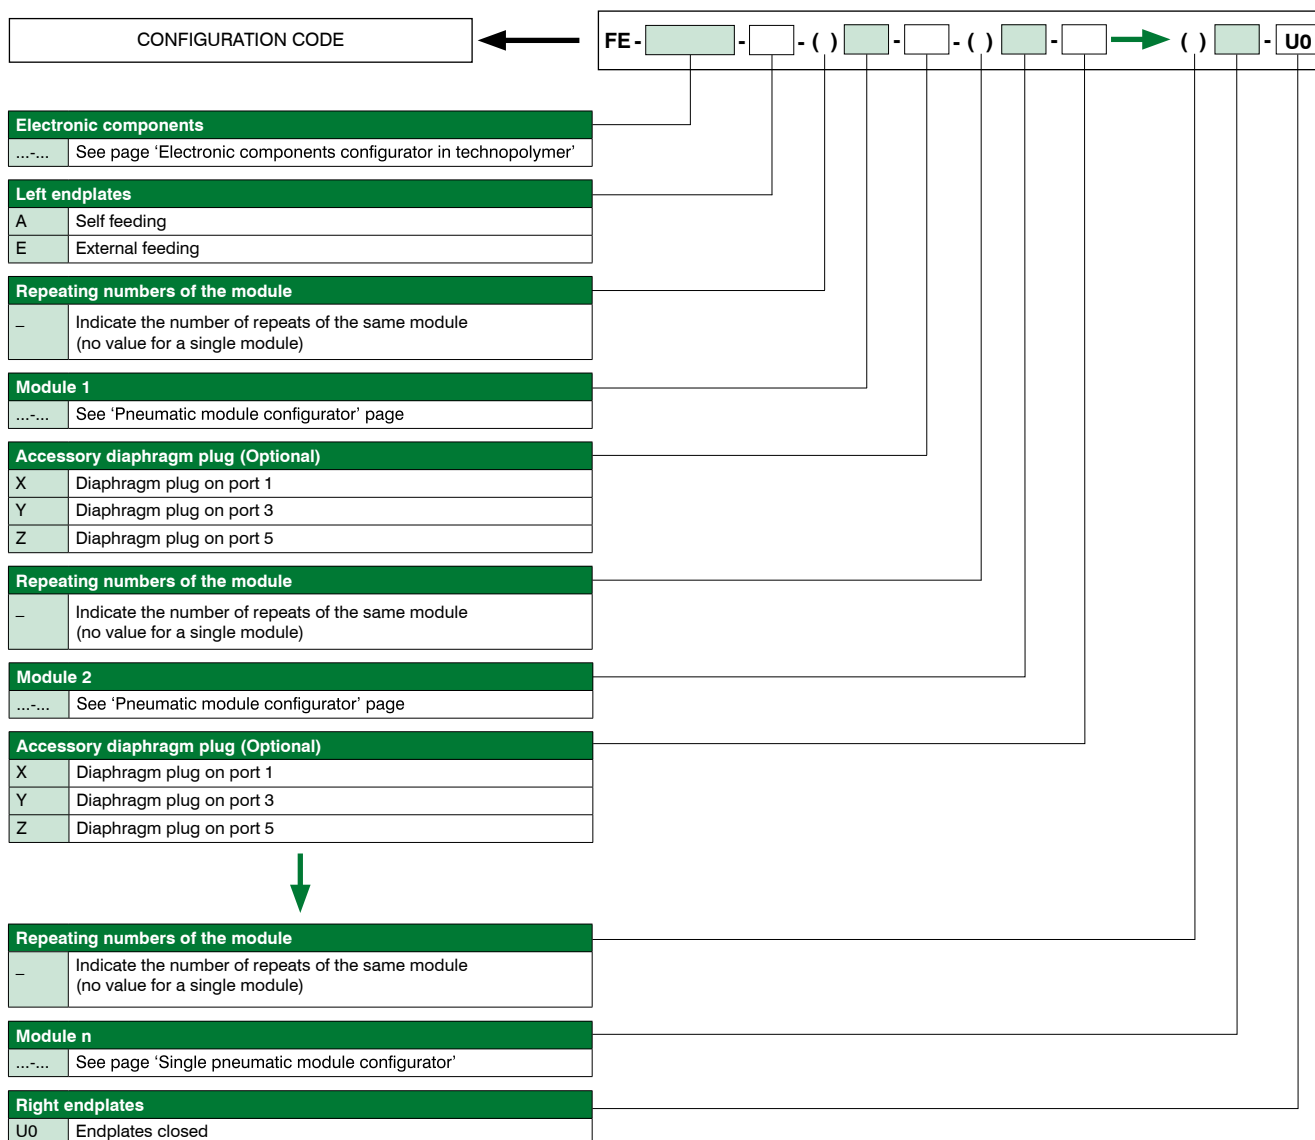 CONFIGURATION CODE
FE - - - ( ) - - ( ) - ( ) - U0
Electronic components
...-... See page ‘Electronic components configurator in technopolymer’
Left endplates
A Self feeding
E External feeding
Repeating numbers of the module
– Indicate the number of repeats of the same module
(no value for a single module)
Module 1
...-... See ‘Pneumatic module configurator’ page
Accessory diaphragm plug (Optional)
X Diaphragm plug on port 1
Y Diaphragm plug on port 3
Z Diaphragm plug on port 5
Repeating numbers of the module
– Indicate the number of repeats of the same module
(no value for a single module)
Module 2
...-... See ‘Pneumatic module configurator’ page
Accessory diaphragm plug (Optional)
X Diaphragm plug on port 1
Y Diaphragm plug on port 3
Z Diaphragm plug on port 5
Repeating numbers of the module
– Indicate the number of repeats of the same module
(no value for a single module)
Module n
...-... See page ‘Single pneumatic module configurator’
Right endplates
U0 Endplates closed